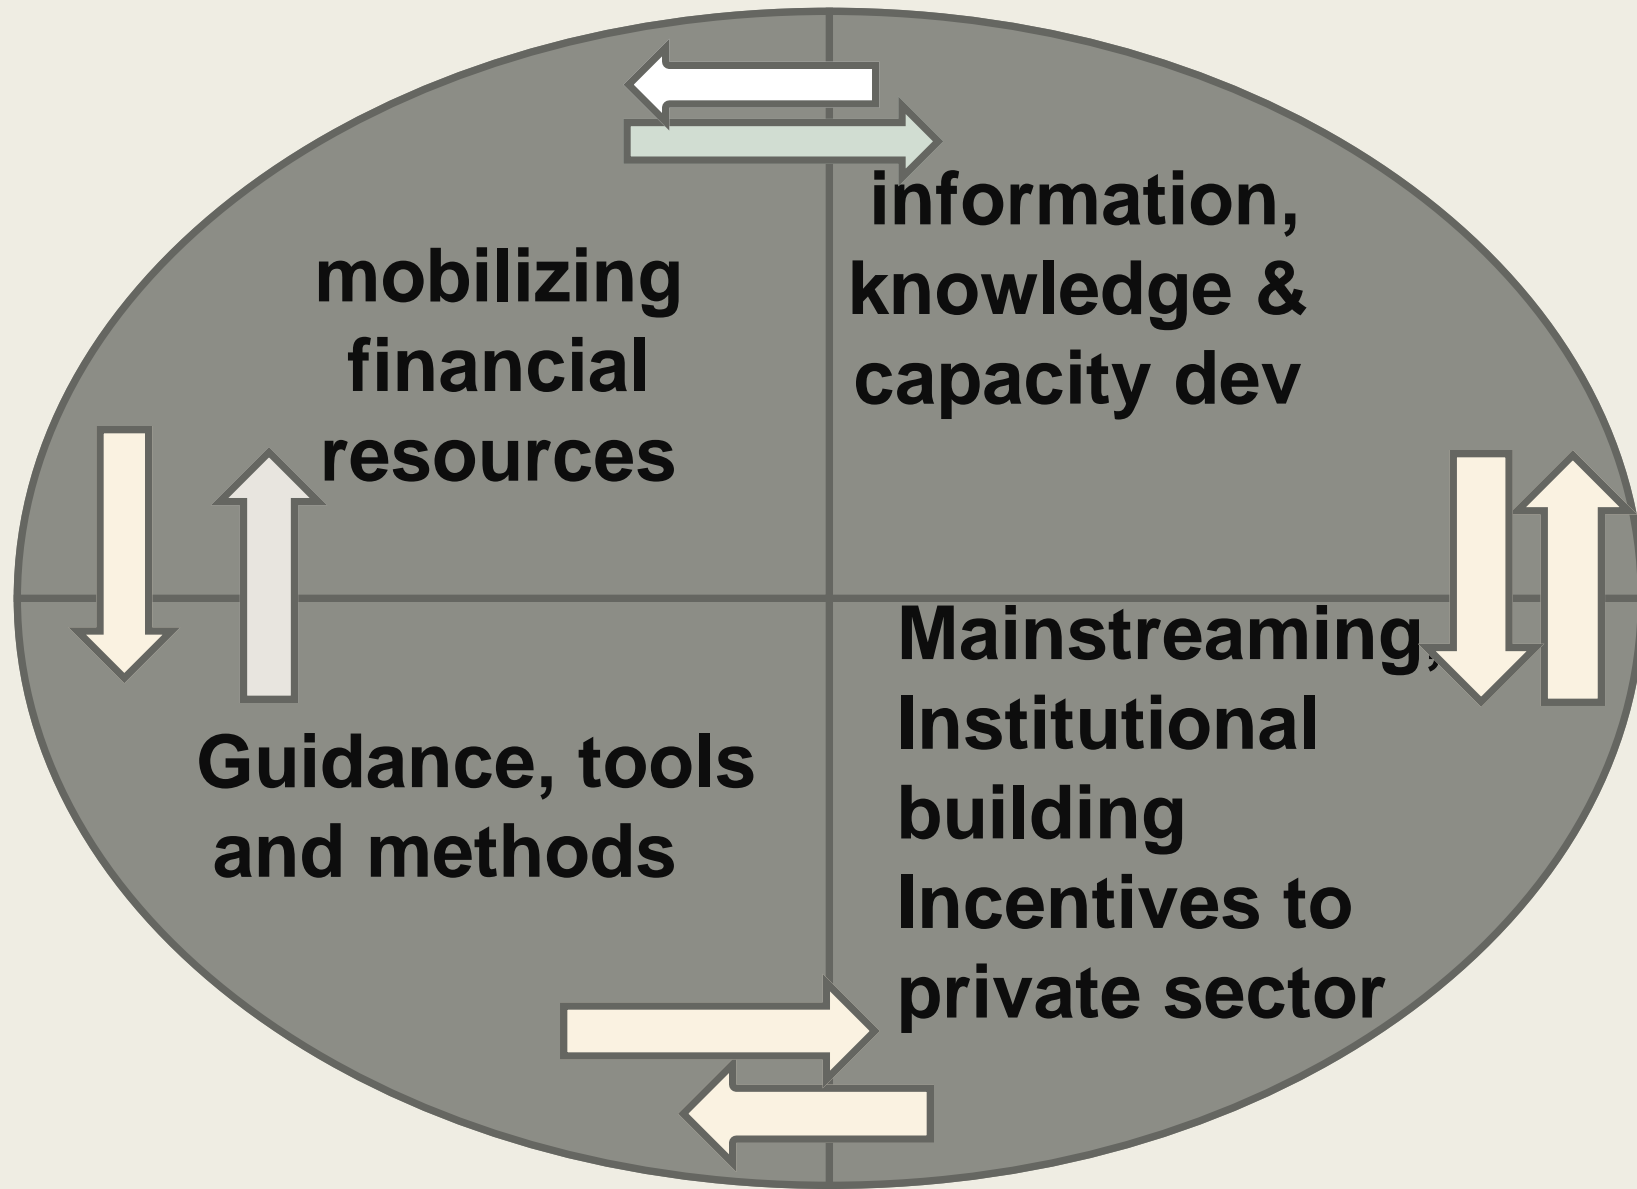 mobilizing
financial
resources
information,
knowledge &
capacity dev
Guidance, tools
and methods
Mainstreaming,
Institutional
building
Incentives to
private sector